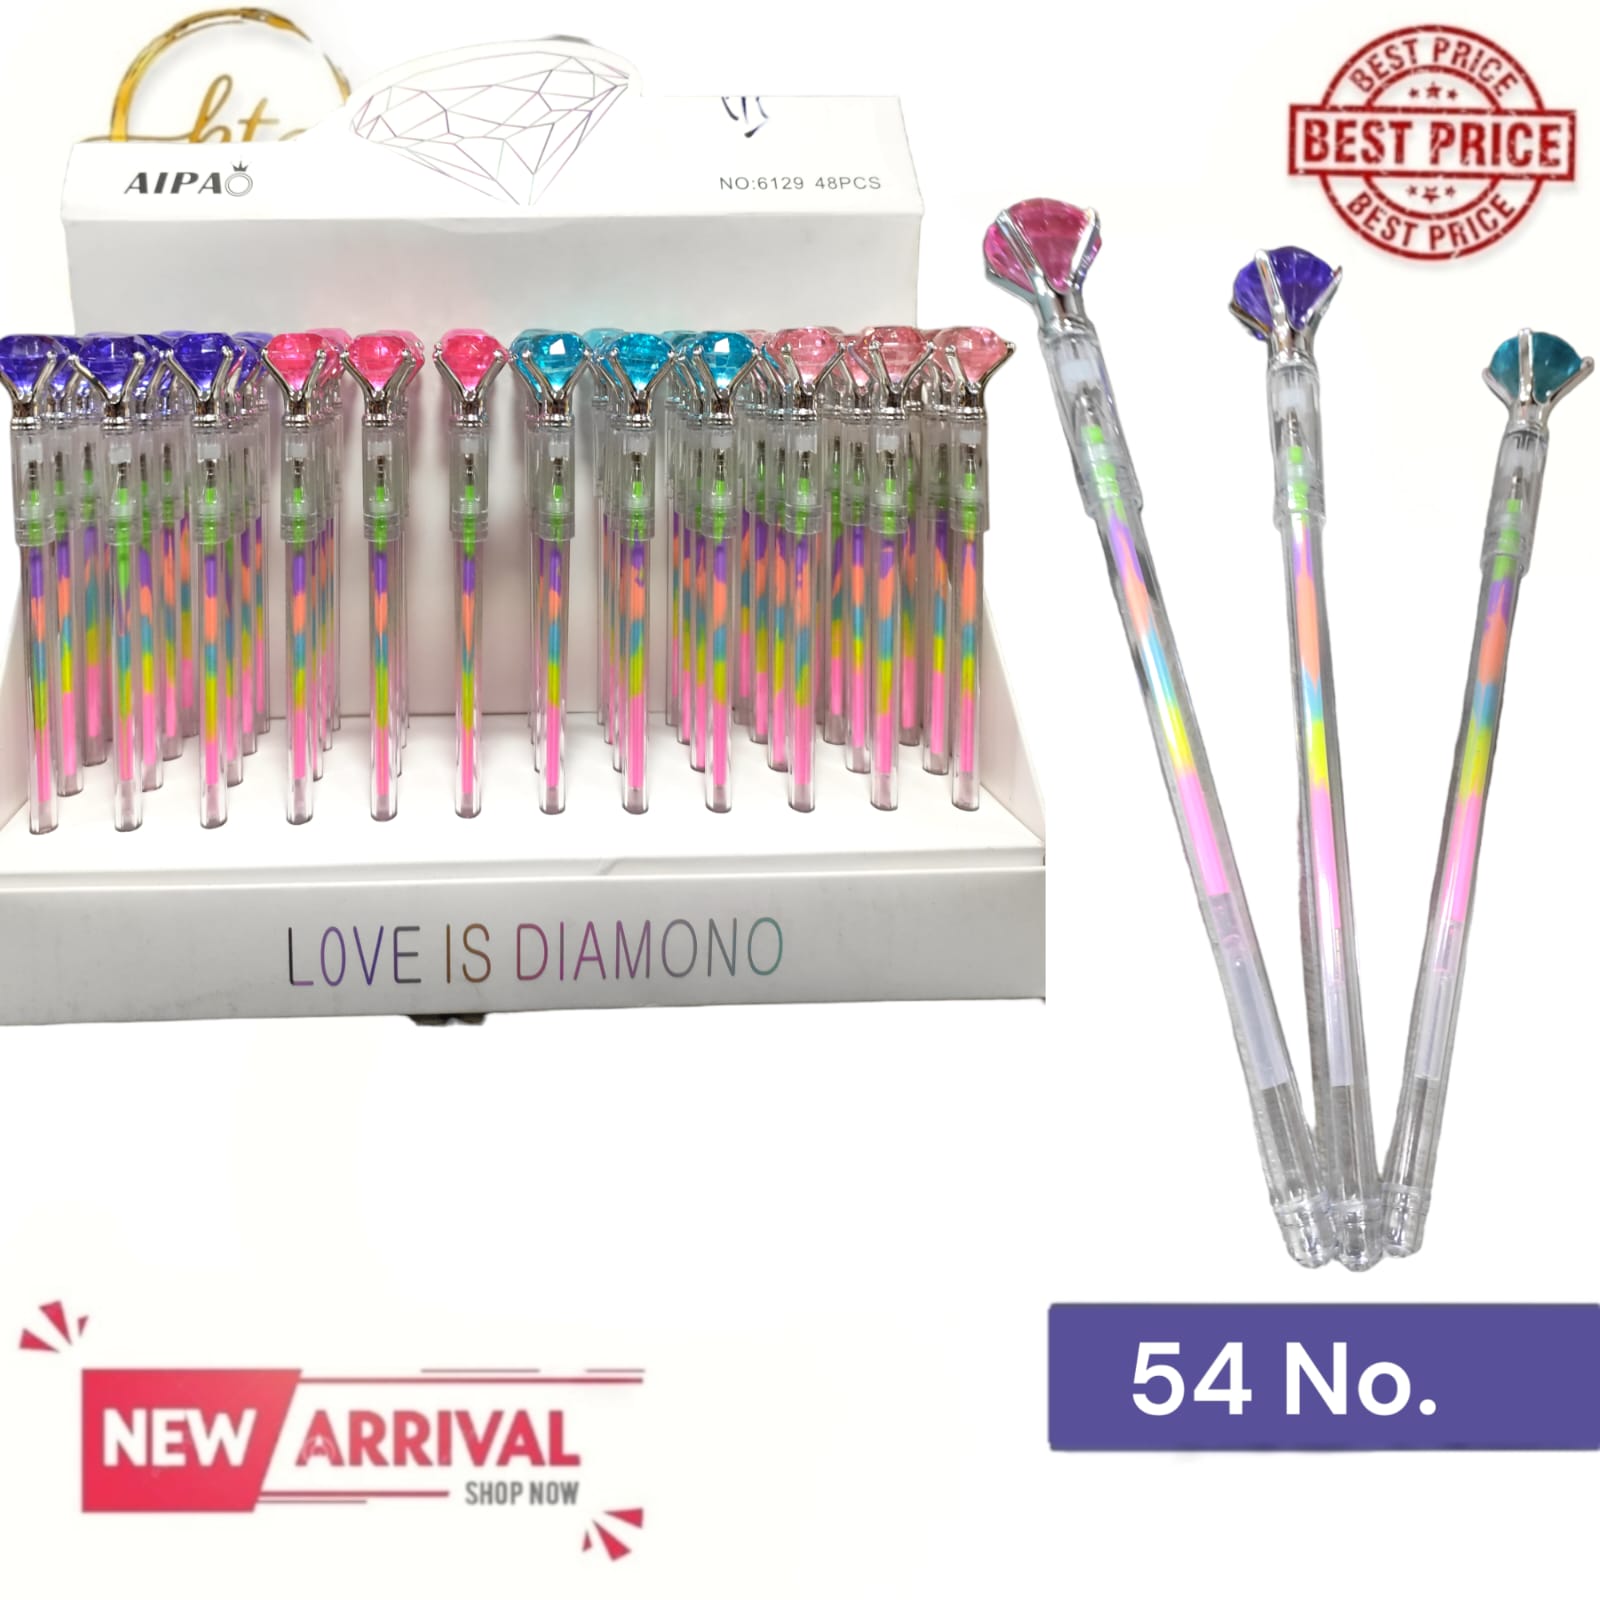 AIPAO
NO:6129 48PCS
LOVE IS DIAMONO
BEST PRICE
BEST PRICE
BEST PRICE
NEW ARRIVAL
SHOP NOW
54 No.